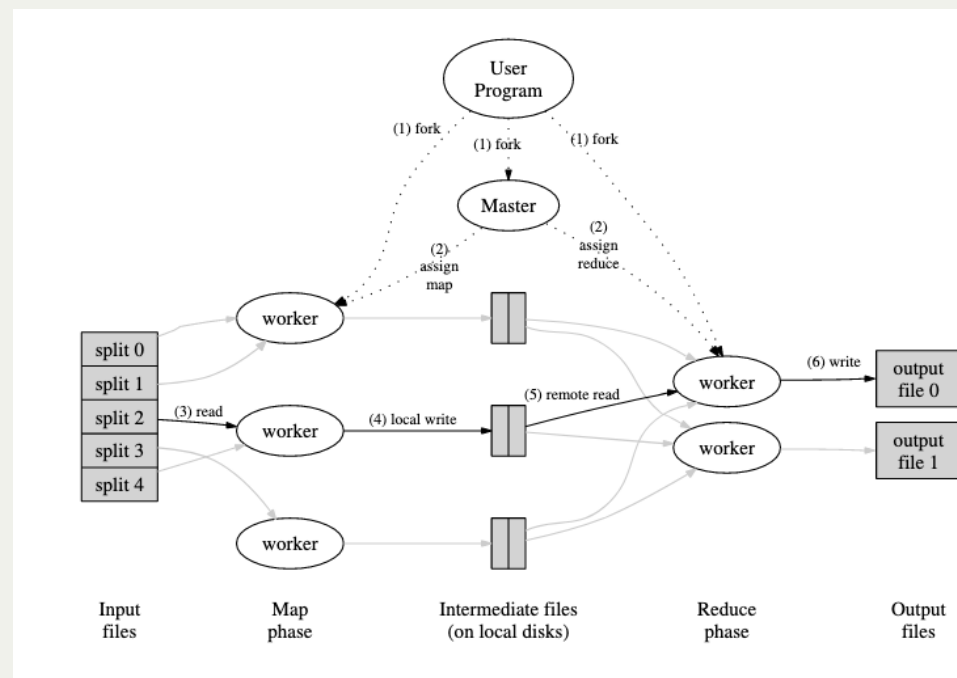 User
Program
(1) fork
(1) fork
(1) fork
Master
(2)
assign
map
(2)
assign
reduce
worker
split 0
split 1
split 2
split 3
split 4
(3) read
worker
(4) local write
(5) remote read
worker
(6) write
output
file 0
worker
output
file 1
worker
Input
files
Map
phase
Intermediate files
(on local disks)
Reduce
phase
Output
files